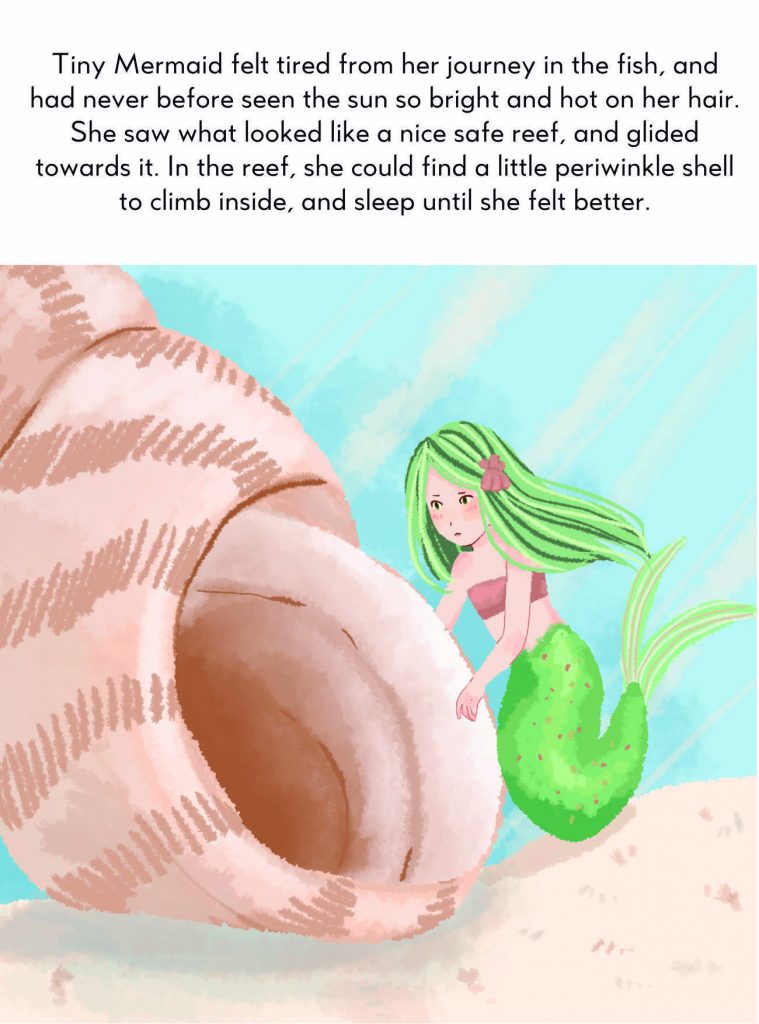 Tiny Mermaid felt tired from her journey in the fish, and
had never before seen the sun so bright and hot on her hair.
She saw what looked like a nice safe reef, and glided
towards it. In the reef, she could find a little periwinkle shell
to climb inside, and sleep until she felt better.